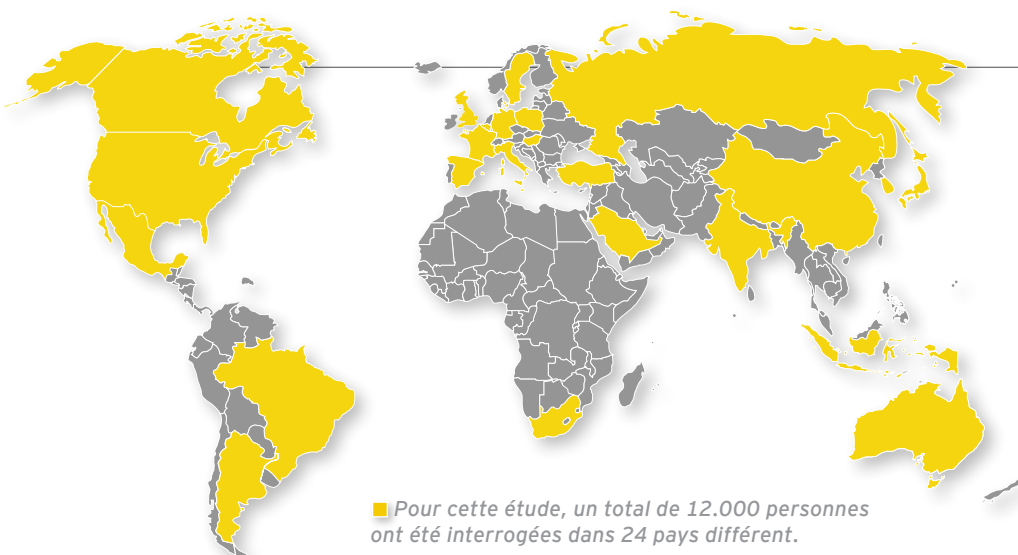 Pour cette étude, un total de 12.000 personnes
ont été interrogées dans 24 pays différent.